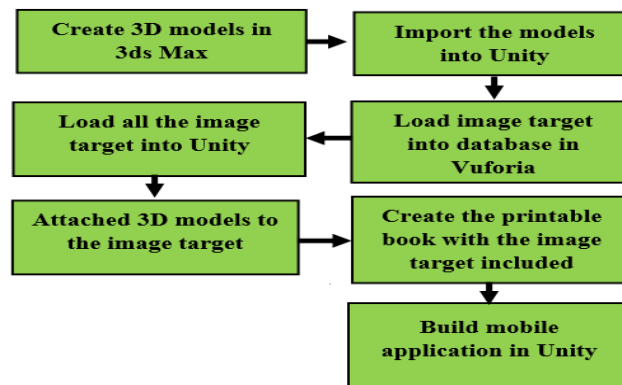 Create 3D models in
3ds Max
Import the models
into Unity
Load image target
into database in
Vuforia
Load all the image
target into Unity
Attached 3D models to
the image target
Create the printable
book with the image
target included
Build mobile
application in Unity